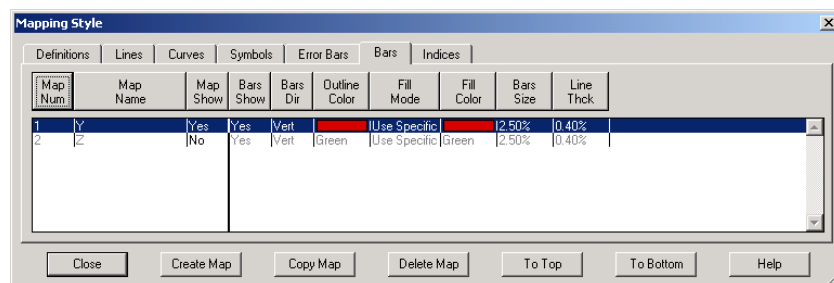 Mapping Style
Definitions Lines Curves Symbols Error Bars Bars Indices
Map Num Map Name Map Show Bars Show Bars Dir Outline Color Fill Mode Fill Color Bars Size Line Thck
1 Y Yes Yes Vert Use Specific 2.50% 0.40%
2 Z No Yes Vert Green Use Specific Green 2.50% 0.40%
Close Create Map Copy Map Delete Map To Top To Bottom Help